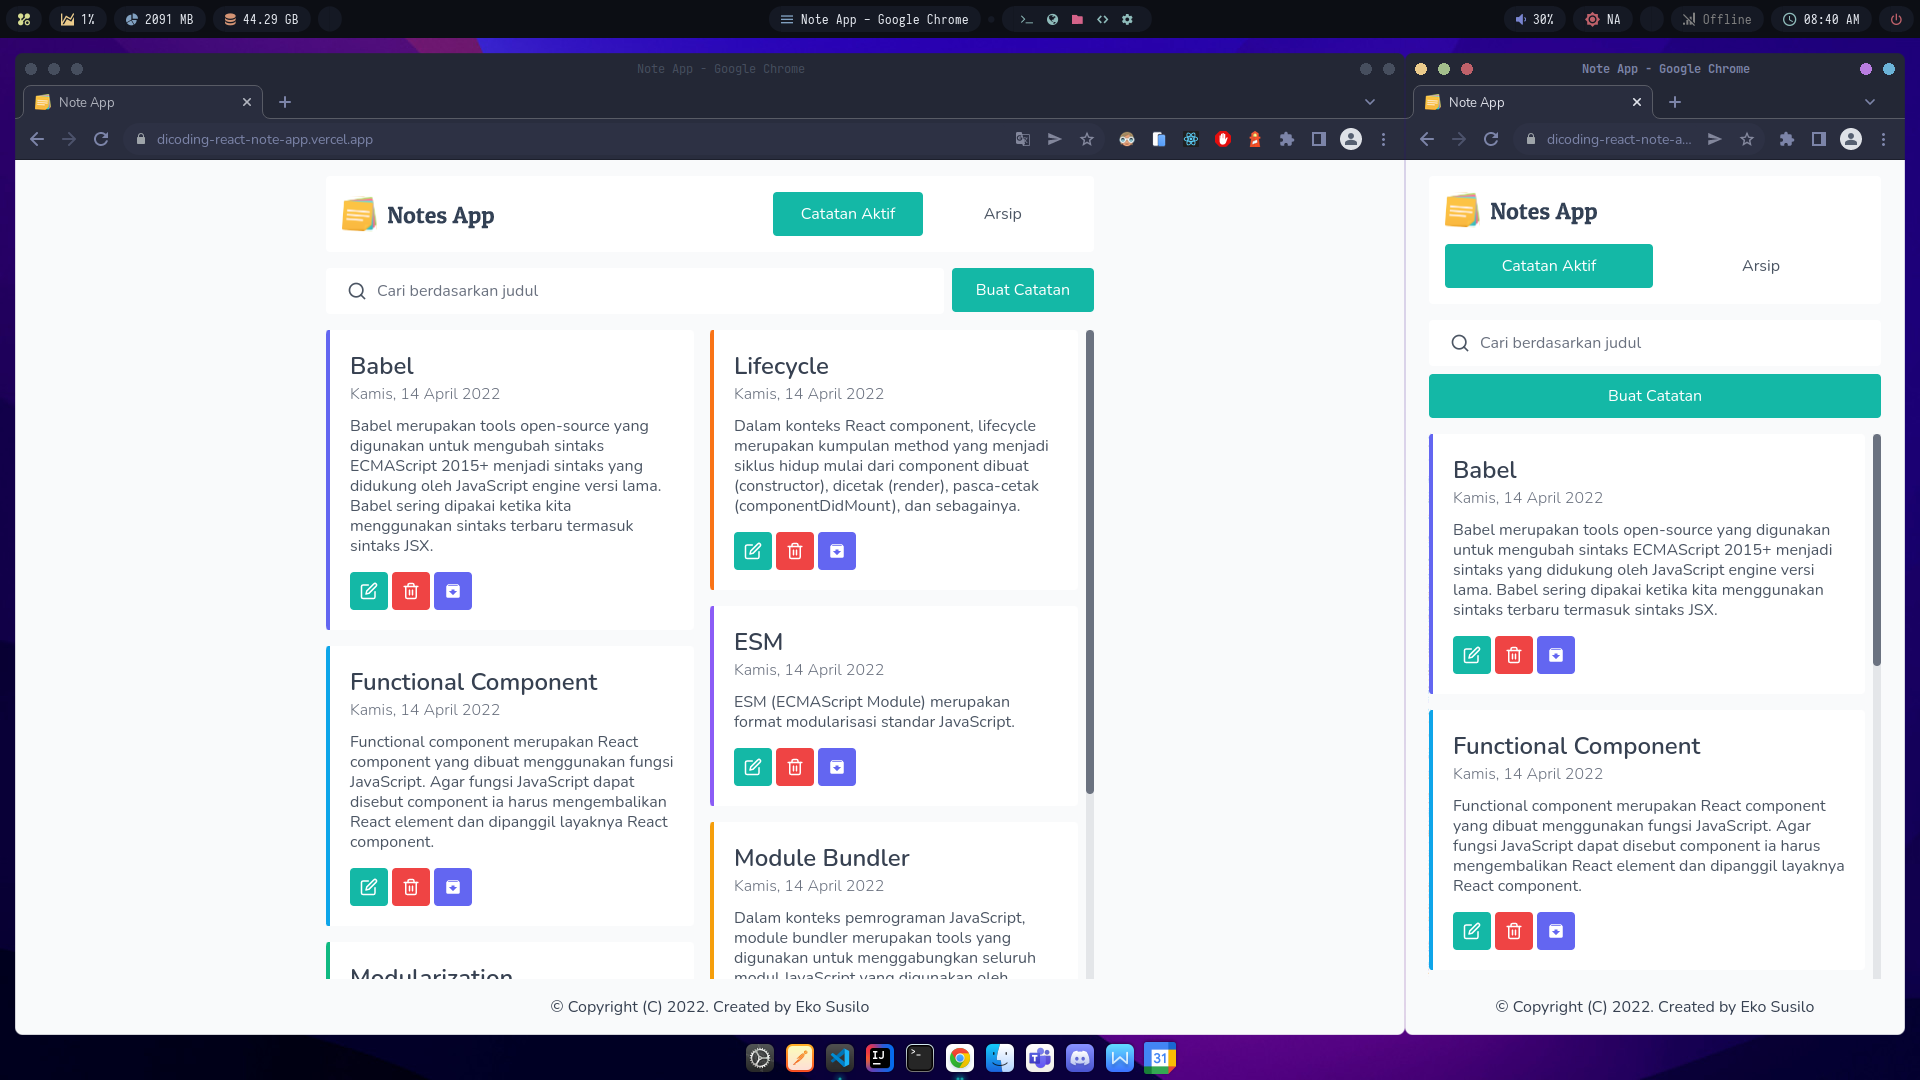 1%
2091 MB
44.29 GB
Note App - Google Chrome
30%
NA
Offline
08:40 AM
Note App - Google Chrome
Note App
dicoding-react-note-app.vercel.app
Notes App
Catatan Aktif
Arsip
Cari berdasarkan judul
Buat Catatan
Babel
Kamis, 14 April 2022
Babel merupakan tools open-source yang
digunakan untuk mengubah sintaks
ECMAScript 2015+ menjadi sintaks yang
didukung oleh JavaScript engine versi lama.
Babel sering dipakai ketika kita
menggunakan sintaks terbaru termasuk
sintaks JSX.
Functional Component
Kamis, 14 April 2022
Functional component merupakan React
component yang dibuat menggunakan fungsi
JavaScript. Agar fungsi JavaScript dapat
disebut component ia harus mengembalikan
React element dan dipanggil layaknya React
component.
Modularization
Lifecycle
Kamis, 14 April 2022
Dalam konteks React component, lifecycle
merupakan kumpulan method yang menjadi
siklus hidup mulai dari component dibuat
(constructor), dicetak (render), pasca-cetak
(componentDidMount), dan sebagainya.
ESM
Kamis, 14 April 2022
ESM (ECMAScript Module) merupakan
format modularisasi standar JavaScript.
Module Bundler
Kamis, 14 April 2022
Dalam konteks pemrograman JavaScript,
module bundler merupakan tools yang
digunakan untuk menggabungkan seluruh
modul JavaScript yang digunakan oleh
© Copyright (C) 2022. Created by Eko Susilo
Note App - Google Chrome
Note App
dicoding-react-note-a...
Notes App
Catatan Aktif
Arsip
Cari berdasarkan judul
Buat Catatan
Babel
Kamis, 14 April 2022
Babel merupakan tools open-source yang digunakan
untuk mengubah sintaks ECMAScript 2015+ menjadi
sintaks yang didukung oleh JavaScript engine versi
lama. Babel sering dipakai ketika kita menggunakan
sintaks terbaru termasuk sintaks JSX.
Functional Component
Kamis, 14 April 2022
Functional component merupakan React component
yang dibuat menggunakan fungsi JavaScript. Agar
fungsi JavaScript dapat disebut component ia harus
mengembalikan React element dan dipanggil layaknya
React component.
© Copyright (C) 2022. Created by Eko Susilo
IJ
31